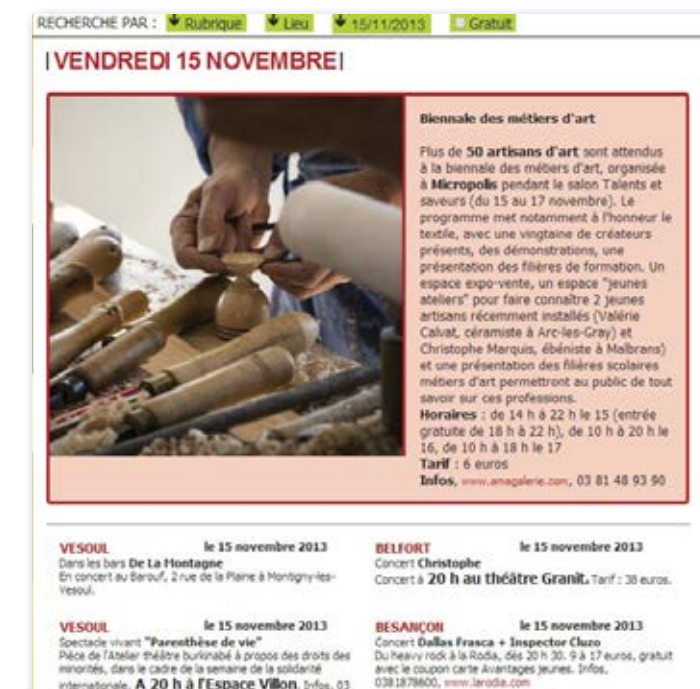 RECHERCHE PAR : Rubrique Lieu 15/11/2013 Gratuit
|VENDREDI 15 NOVEMBRE|
Biennale des métiers d'art
Plus de 50 artisans d'art sont attendus
à la biennale des métiers d'art, organisée
à Micropolis pendant le salon Talents et
saveurs (du 15 au 17 novembre). Le
programme met notamment à l'honneur le
textile, avec une vingtaine de créateurs
présents, des démonstrations, une
présentation des filières de formation. Un
espace expo-vente, un espace "jeunes
ateliers" pour faire connaître 2 jeunes
artisans récemment installés (Valérie
Calvat, céramiste à Arc-les-Gray) et
Christophe Marquis, ébéniste à Malbrans)
et une présentation des filières scolaires
métiers d'art permettront au public de tout
savoir sur ces professions.
Horaires : de 14 h à 22 h le 15 (entrée
gratuite de 18 h à 22 h), de 10 h à 20 h le
16, de 10 h à 18 h le 17
Tarif : 6 euros
Infos, www.amagalerie.com, 03 81 48 93 90
VESOUL le 15 novembre 2013
Dans les bars De La Montagne
En concert au Barouf, 2 rue de la Plaine à Montigny-les-
Vesoul.
BELFORT le 15 novembre 2013
Concert Christophe
Concert à 20 h au théâtre Granit. Tarif : 38 euros.
VESOUL le 15 novembre 2013
Spectacle vivant "Parenthèse de vie"
Pièce de l'Atelier théâtre burkinabé à propos des droits des
minorités, dans le cadre de la semaine de la solidarité
internationale. A 20 h à l'Espace Villon. Infos, 03
BESANÇON le 15 novembre 2013
Concert Dallas Frasca + Inspector Cluzo
Du heavy rock à la Rodia, dès 20 h 30. 9 à 17 euros, gratuit
avec le coupon carte Avantages jeunes. Infos,
0381878600, www.larodia.com